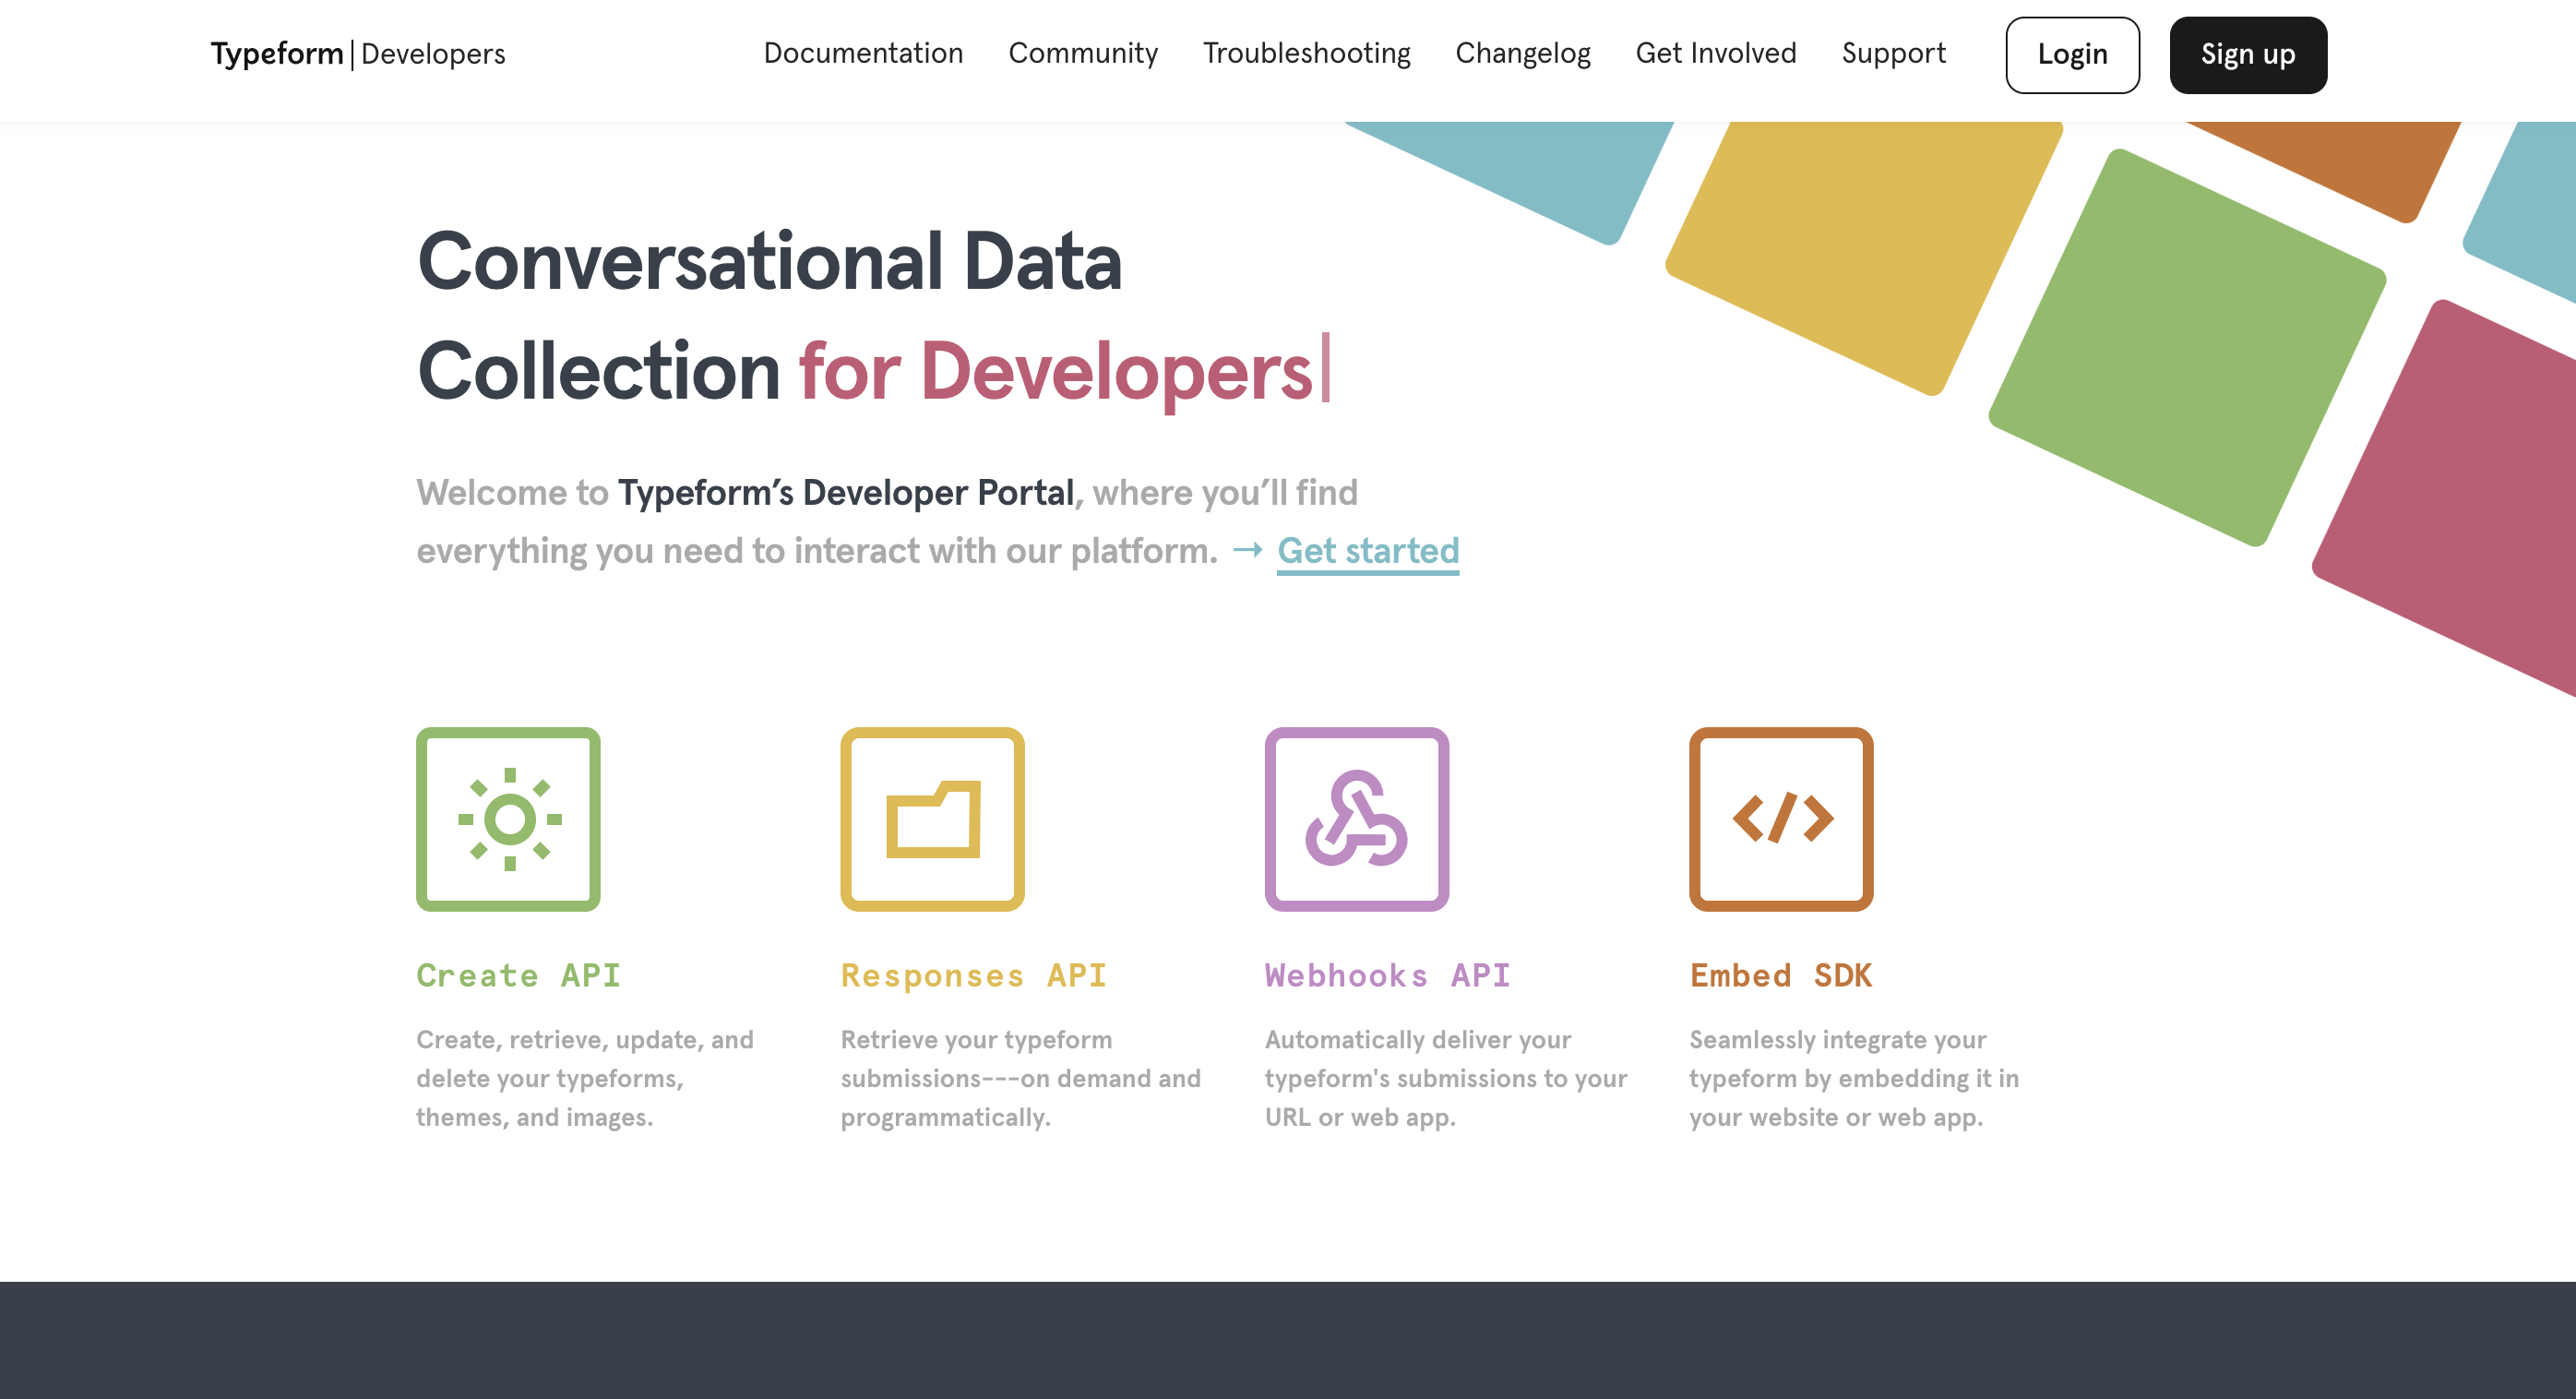 Typeform | Developers
Documentation Community Troubleshooting Changelog Get Involved Support Login Sign up
Conversational Data
Collection for Developers|
Welcome to Typeform’s Developer Portal, where you’ll find
everything you need to interact with our platform. → Get started
Create API
Create, retrieve, update, and
delete your typeforms,
themes, and images.
Responses API
Retrieve your typeform
submissions---on demand and
programmatically.
Webhooks API
Automatically deliver your
typeform's submissions to your
URL or web app.
Embed SDK
Seamlessly integrate your
typeform by embedding it in
your website or web app.